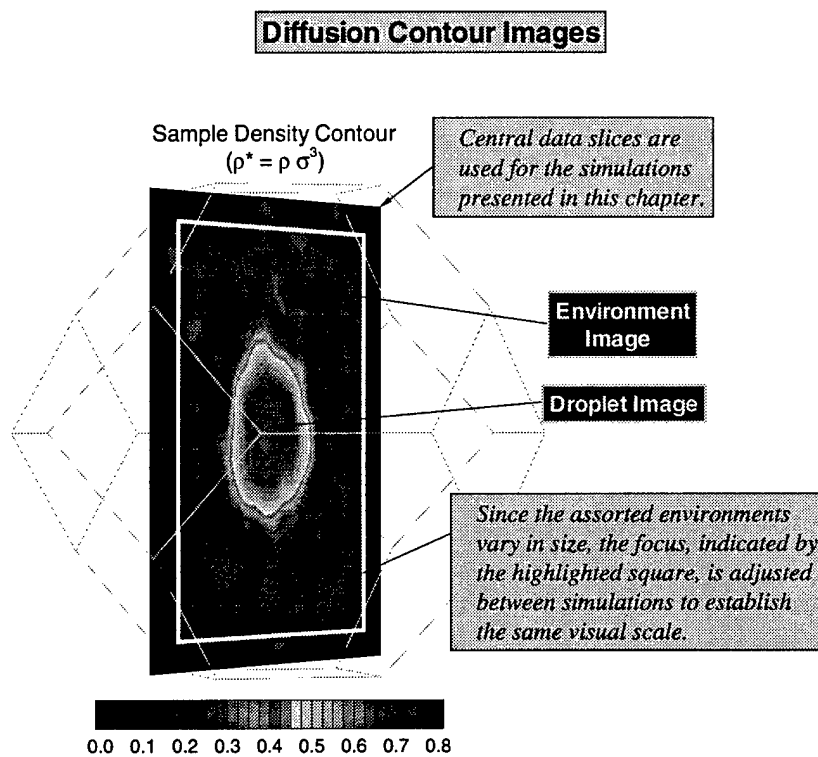 Diffusion Contour Images
Sample Density Contour
(ρ* = ρ σ³)
Central data slices are
used for the simulations
presented in this chapter.
Environment
Image
Droplet Image
Since the assorted environments
vary in size, the focus, indicated by
the highlighted square, is adjusted
between simulations to establish
the same visual scale.
0.0 0.1 0.2 0.3 0.4 0.5 0.6 0.7 0.8